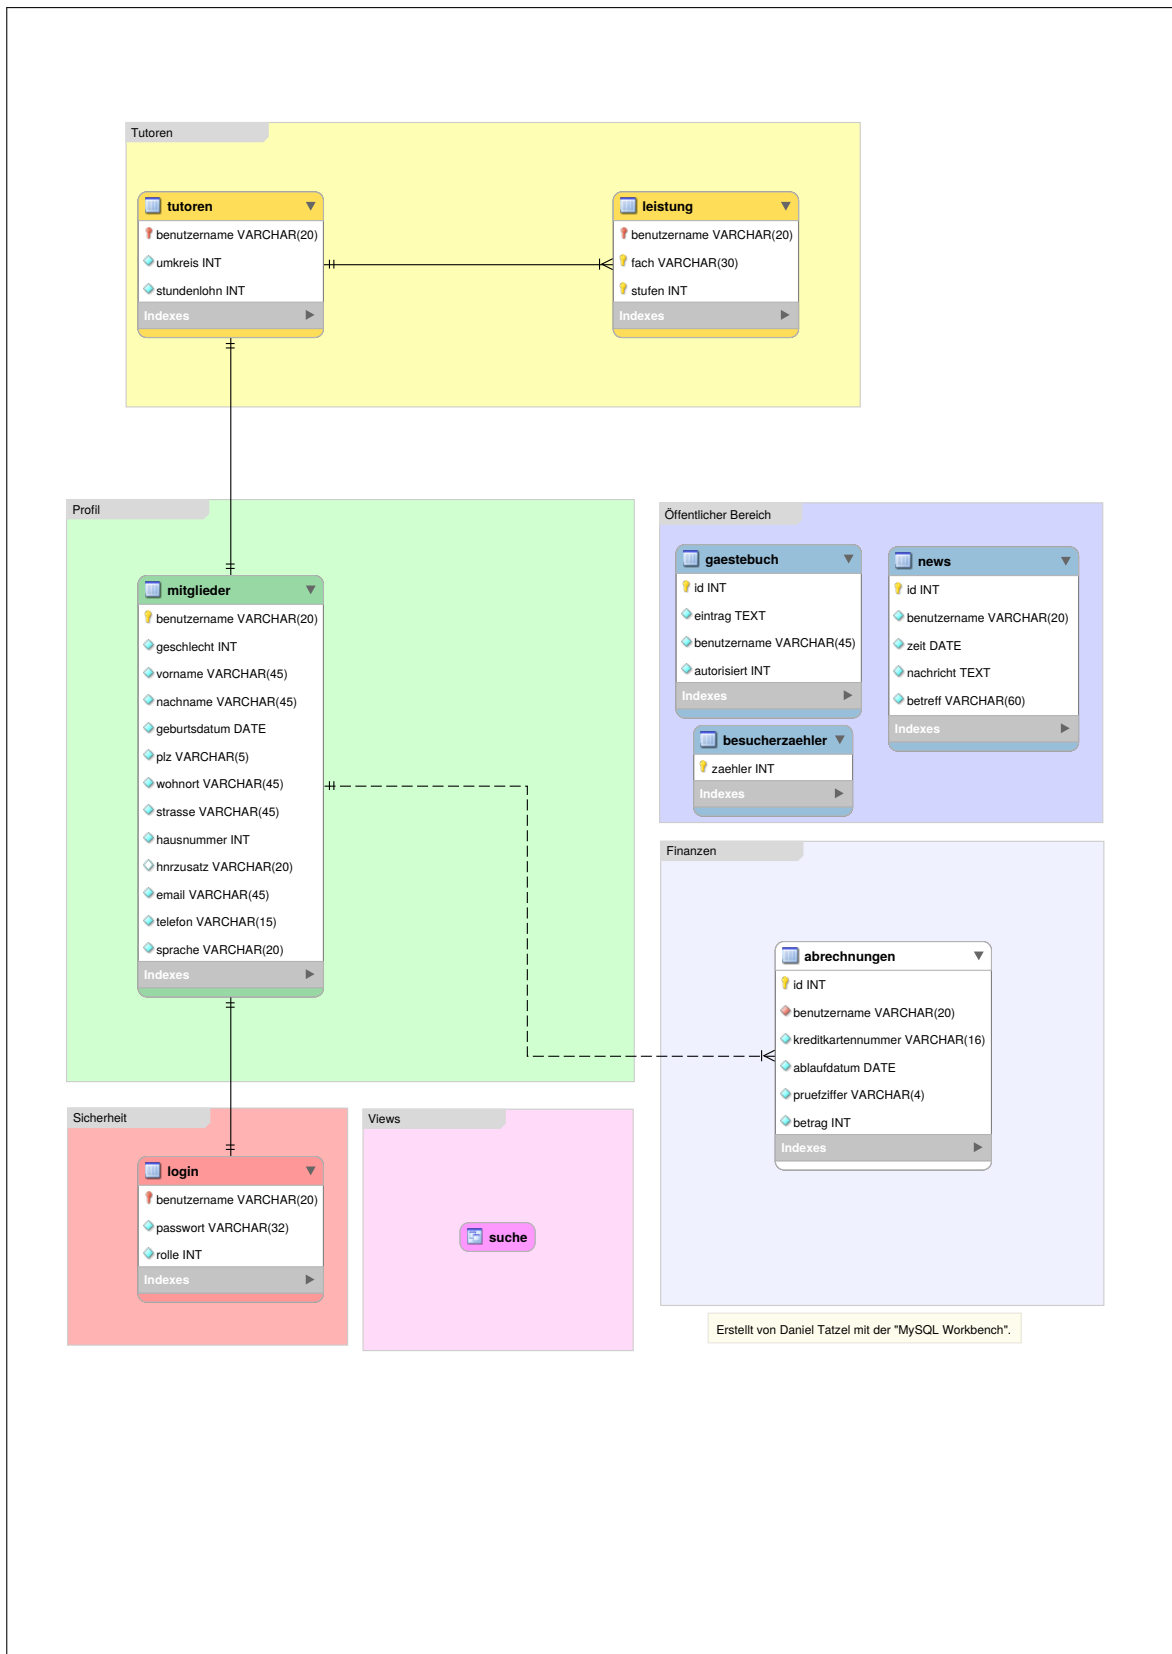 Tutoren
tutoren
benutzername VARCHAR(20)
umkreis INT
stundenlohn INT
Indexes
leistung
benutzername VARCHAR(20)
fach VARCHAR(30)
stufen INT
Indexes
Profil
mitglieder
benutzername VARCHAR(20)
geschlecht INT
vorname VARCHAR(45)
nachname VARCHAR(45)
geburtsdatum DATE
plz VARCHAR(5)
wohnort VARCHAR(45)
strasse VARCHAR(45)
hausnummer INT
hnrzusatz VARCHAR(20)
email VARCHAR(45)
telefon VARCHAR(15)
sprache VARCHAR(20)
Indexes
Öffentlicher Bereich
gaestebuch
id INT
eintrag TEXT
benutzername VARCHAR(45)
autorisiert INT
Indexes
news
id INT
benutzername VARCHAR(20)
zeit DATE
nachricht TEXT
betreff VARCHAR(60)
Indexes
besucherzaehler
zaehler INT
Indexes
Finanzen
abrechnungen
id INT
benutzername VARCHAR(20)
kreditkartennummer VARCHAR(16)
ablaufdatum DATE
pruefziffer VARCHAR(4)
betrag INT
Indexes
Sicherheit
login
benutzername VARCHAR(20)
passwort VARCHAR(32)
rolle INT
Indexes
Views
suche
Erstellt von Daniel Tatzel mit der "MySQL Workbench".